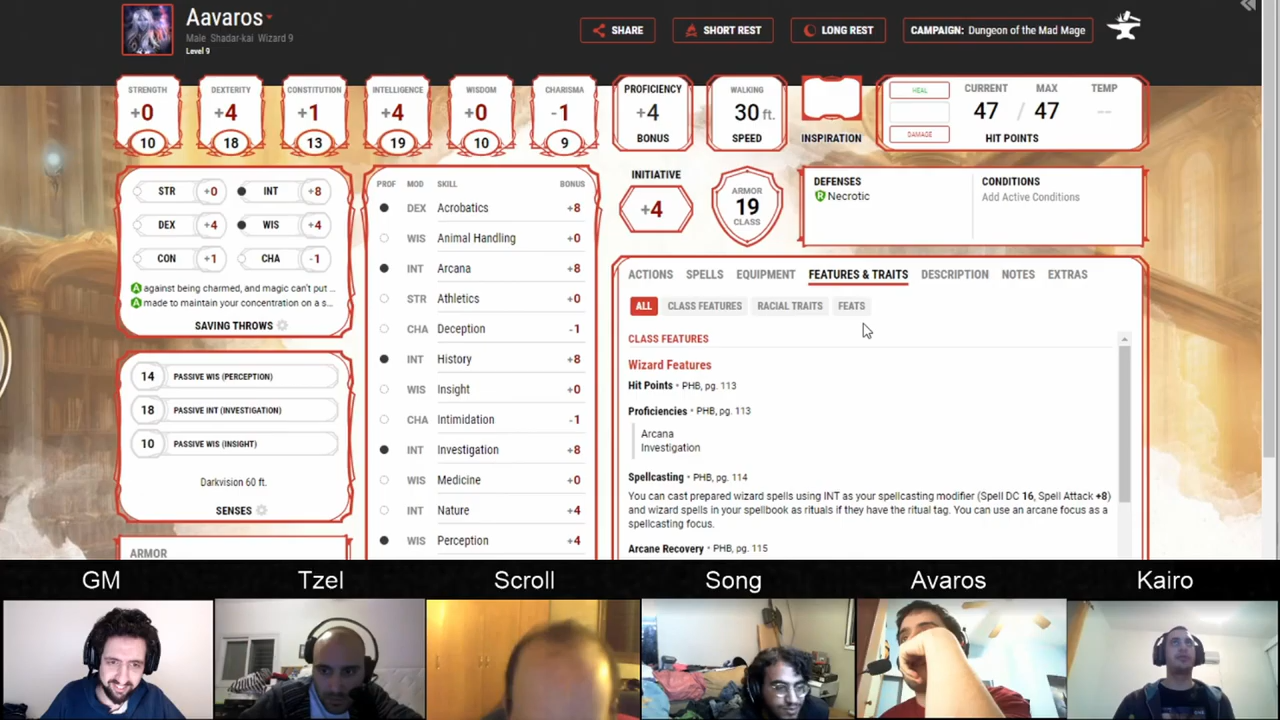 Aavaros
Male Shadar-kai Wizard 9
Level 9
SHARE
SHORT REST
LONG REST
CAMPAIGN: Dungeon of the Mad Mage
STRENGTH
+0
10
DEXTERITY
+4
18
CONSTITUTION
+1
13
INTELLIGENCE
+4
19
WISDOM
+0
10
CHARISMA
-1
9
PROFICIENCY
+4
BONUS
WALKING
30 ft.
SPEED
INSPIRATION
HEAL
DAMAGE
CURRENT
MAX
TEMP
47 / 47 --
HIT POINTS
STR +0
INT +8
DEX +4
WIS +4
CON +1
CHA -1
against being charmed, and magic can't put ...
made to maintain your concentration on a s...
SAVING THROWS
14 PASSIVE WIS (PERCEPTION)
18 PASSIVE INT (INVESTIGATION)
10 PASSIVE WIS (INSIGHT)
Darkvision 60 ft.
SENSES
ARMOR
PROF MOD SKILL BONUS
DEX Acrobatics +8
WIS Animal Handling +0
INT Arcana +8
STR Athletics +0
CHA Deception -1
INT History +8
WIS Insight +0
CHA Intimidation -1
INT Investigation +8
WIS Medicine +0
INT Nature +4
WIS Perception +4
INITIATIVE
+4
ARMOR
19
CLASS
DEFENSES
R Necrotic
CONDITIONS
Add Active Conditions
ACTIONS SPELLS EQUIPMENT FEATURES & TRAITS DESCRIPTION NOTES EXTRAS
ALL CLASS FEATURES RACIAL TRAITS FEATS
CLASS FEATURES
Wizard Features
Hit Points • PHB, pg. 113
Proficiencies • PHB, pg. 113
Arcana
Investigation
Spellcasting • PHB, pg. 114
You can cast prepared wizard spells using INT as your spellcasting modifier (Spell DC 16, Spell Attack +8)
and wizard spells in your spellbook as rituals if they have the ritual tag. You can use an arcane focus as a
spellcasting focus.
Arcane Recovery • PHB, pg. 115
GM
Tzel
Scroll
Song
Avaros
Kairo